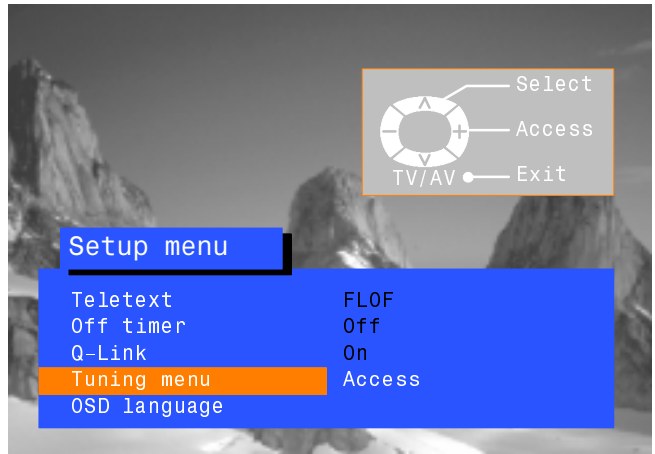 Select
Access
TV/AV Exit
Setup menu
Teletext FLOF
Off timer Off
Q-Link On
Tuning menu Access
OSD language